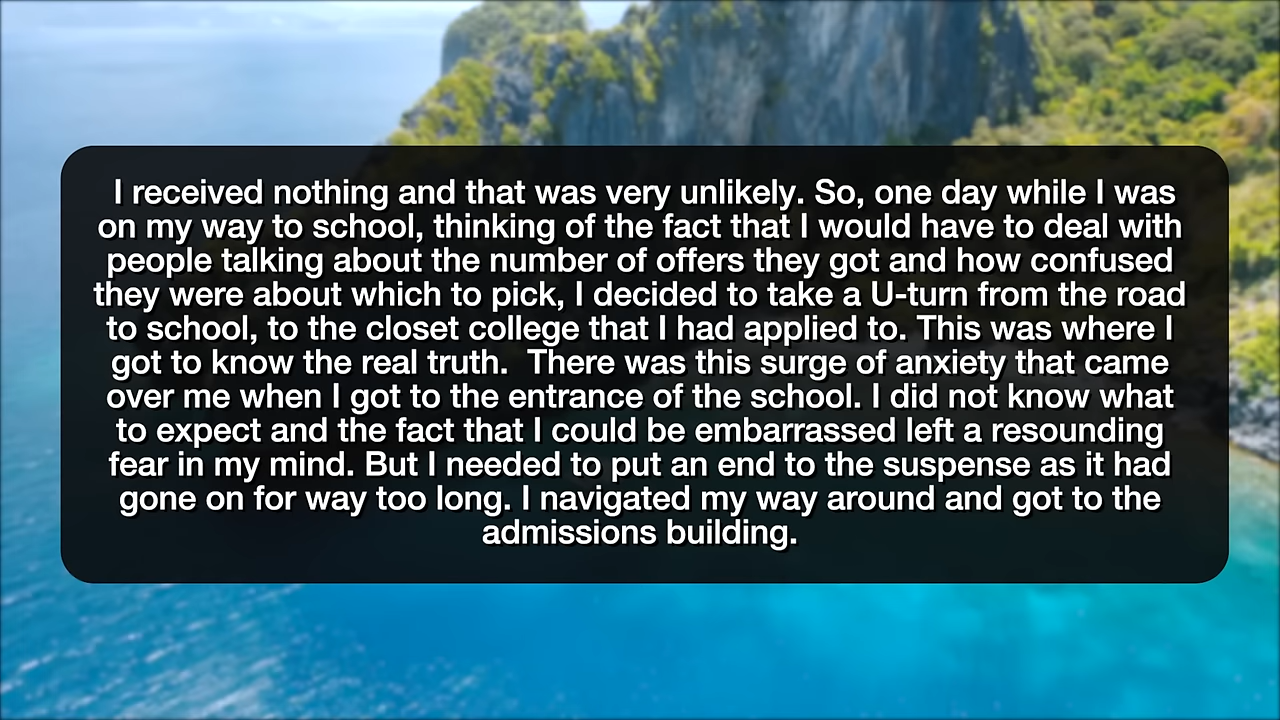 I received nothing and that was very unlikely. So, one day while I was
on my way to school, thinking of the fact that I would have to deal with
people talking about the number of offers they got and how confused
they were about which to pick, I decided to take a U-turn from the road
to school, to the closet college that I had applied to. This was where I
got to know the real truth.  There was this surge of anxiety that came
over me when I got to the entrance of the school. I did not know what
to expect and the fact that I could be embarrassed left a resounding
fear in my mind. But I needed to put an end to the suspense as it had
gone on for way too long. I navigated my way around and got to the
admissions building.